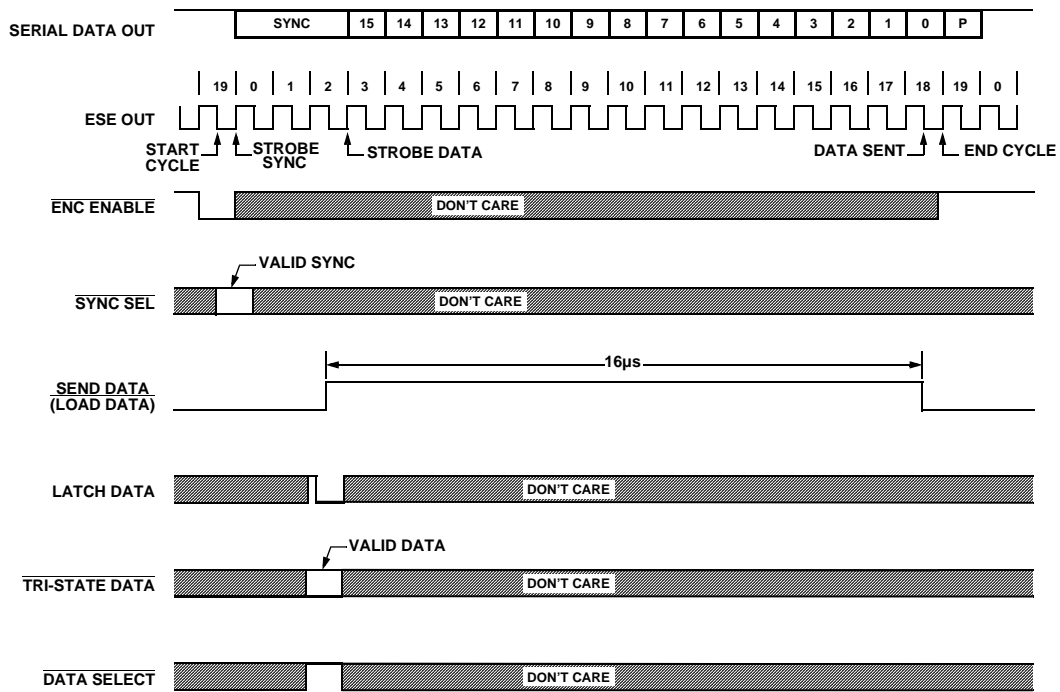 SERIAL DATA OUT
SYNC 15 14 13 12 11 10 9 8 7 6 5 4 3 2 1 0 P
19 0 1 2 3 4 5 6 7 8 9 10 11 12 13 14 15 16 17 18 19 0
ESE OUT
START CYCLE
STROBE SYNC
STROBE DATA
DATA SENT
END CYCLE
ENC ENABLE
DON'T CARE
VALID SYNC
SYNC SEL
DON'T CARE
16µs
SEND DATA
(LOAD DATA)
LATCH DATA
DON'T CARE
VALID DATA
TRI-STATE DATA
DON'T CARE
DATA SELECT
DON'T CARE